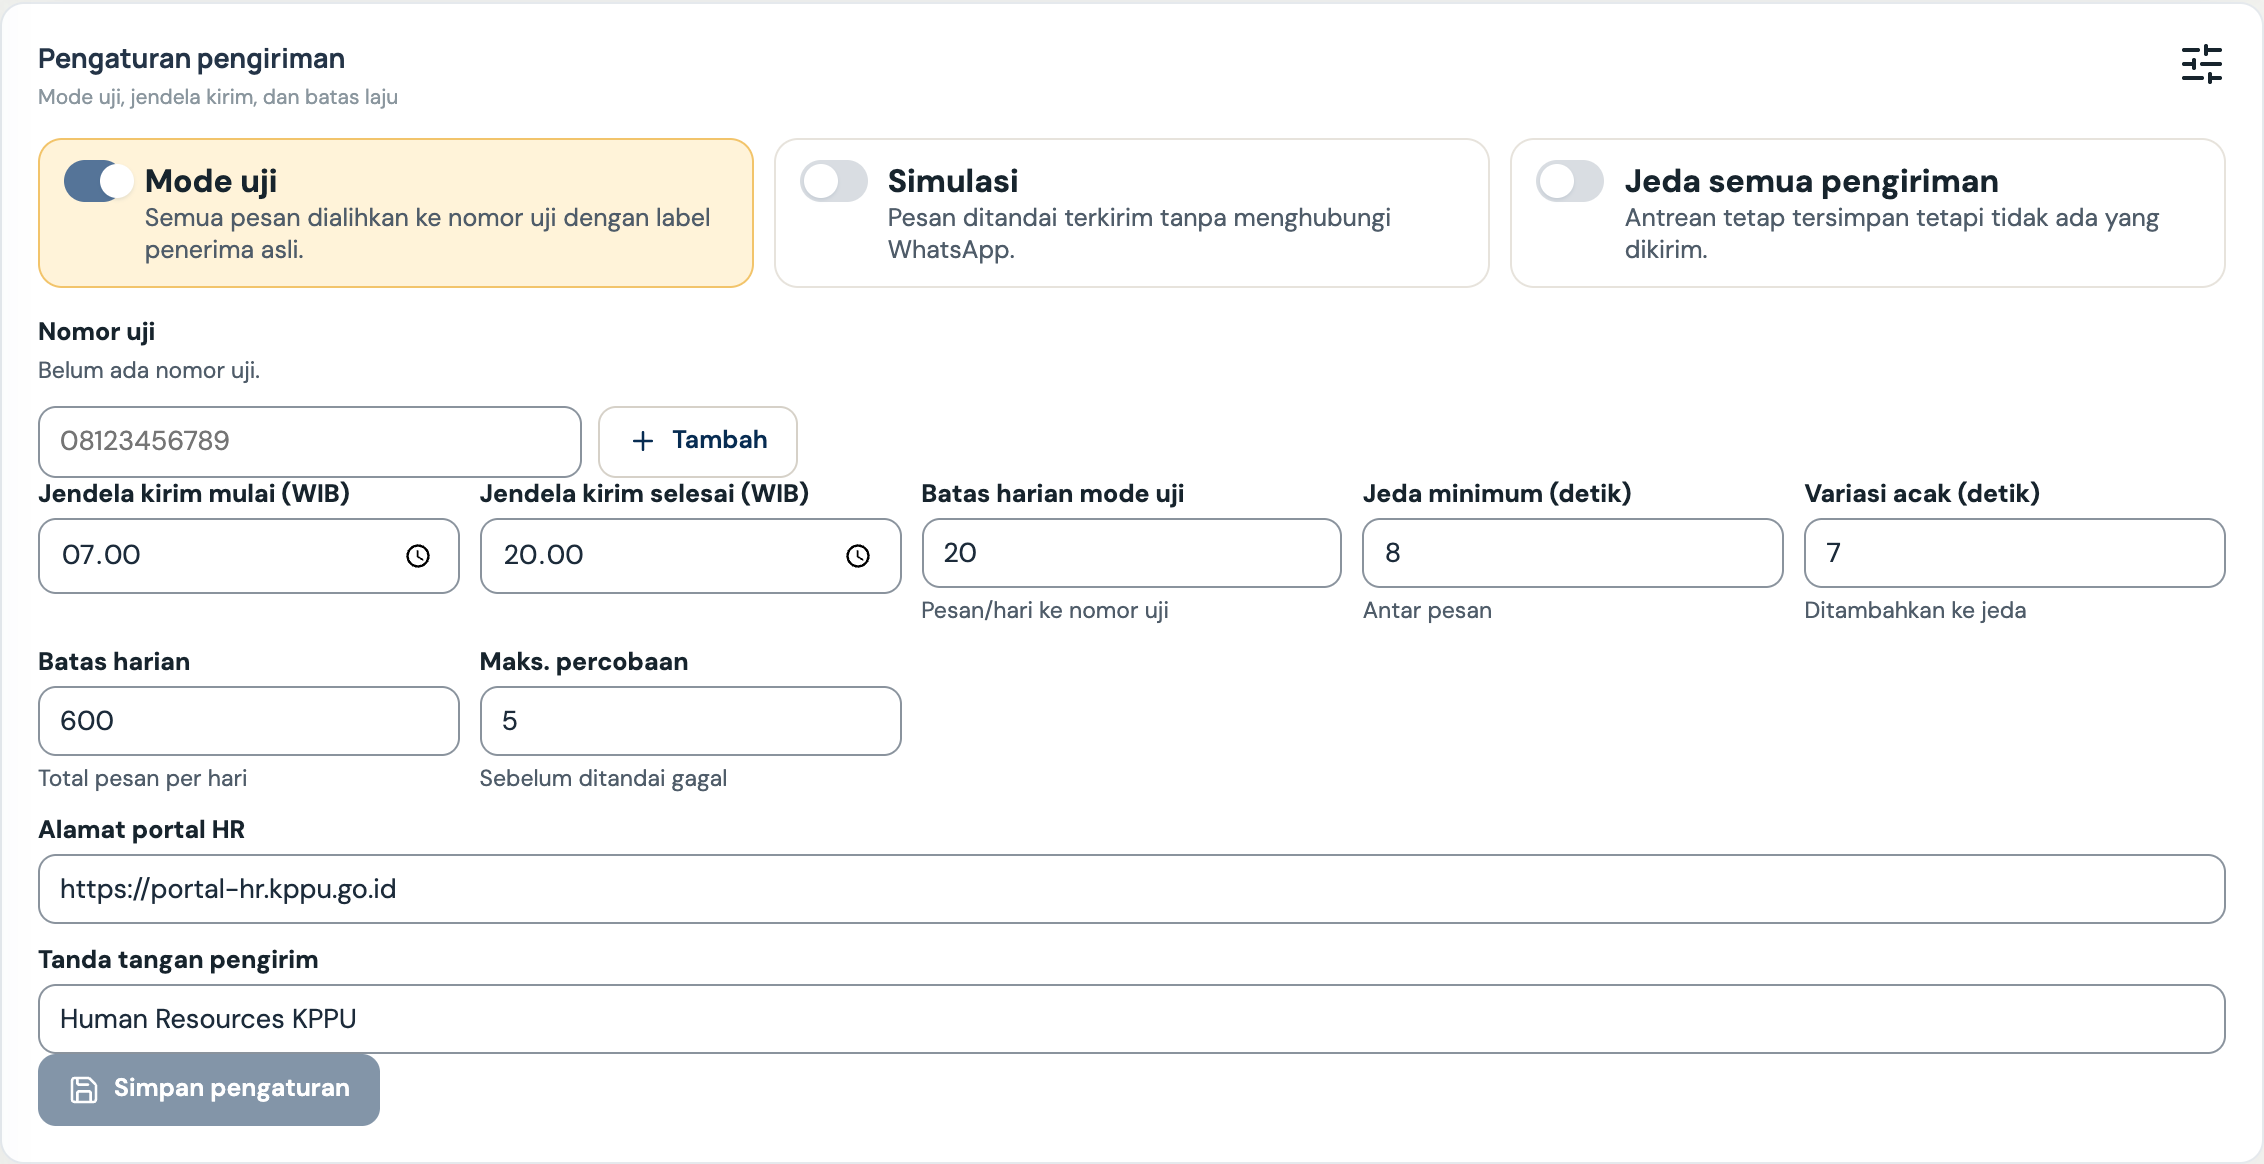 Pengaturan pengiriman
Mode uji, jendela kirim, dan batas laju
Mode uji
Semua pesan dialihkan ke nomor uji dengan label
penerima asli.
Simulasi
Pesan ditandai terkirim tanpa menghubungi
WhatsApp.
Jeda semua pengiriman
Antrean tetap tersimpan tetapi tidak ada yang
dikirim.
Nomor uji
Belum ada nomor uji.
08123456789
+ Tambah
Jendela kirim mulai (WIB)
07.00
Jendela kirim selesai (WIB)
20.00
Batas harian mode uji
20
Pesan/hari ke nomor uji
Jeda minimum (detik)
8
Antar pesan
Variasi acak (detik)
7
Ditambahkan ke jeda
Batas harian
600
Total pesan per hari
Maks. percobaan
5
Sebelum ditandai gagal
Alamat portal HR
https://portal-hr.kppu.go.id
Tanda tangan pengirim
Human Resources KPPU
Simpan pengaturan